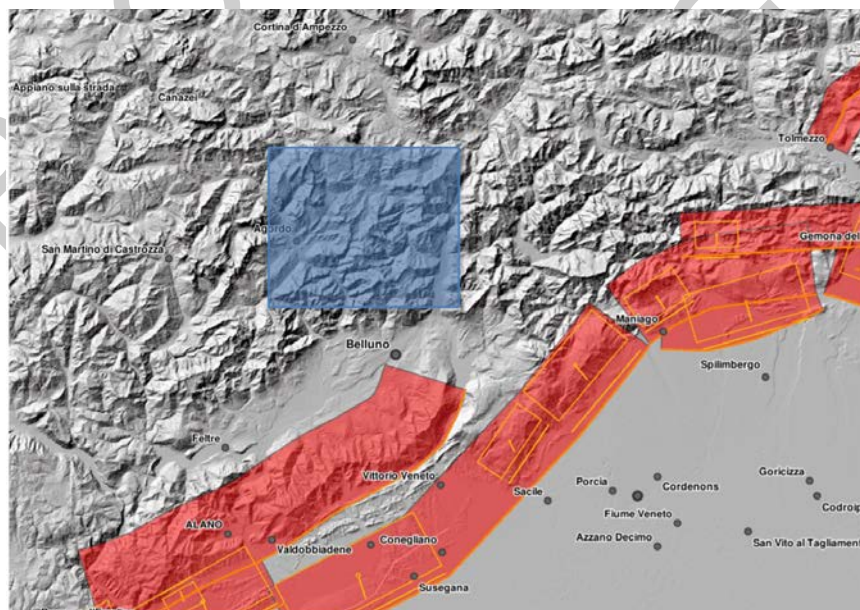 Cortina d'Ampezzo
Appiano sulla strada
Canazei
Tolmezzo
Agordo
San Martino di Castrozza
Gemona del
Maniago
Belluno
Spilimbergo
Feltre
Vittorio Veneto
Sacile
Porcia
Cordenons
Goricizza
Codroip
Fiume Veneto
ALANO
Valdobbiadene
Conegliano
Azzano Decimo
San Vito al Tagliament
Susegana